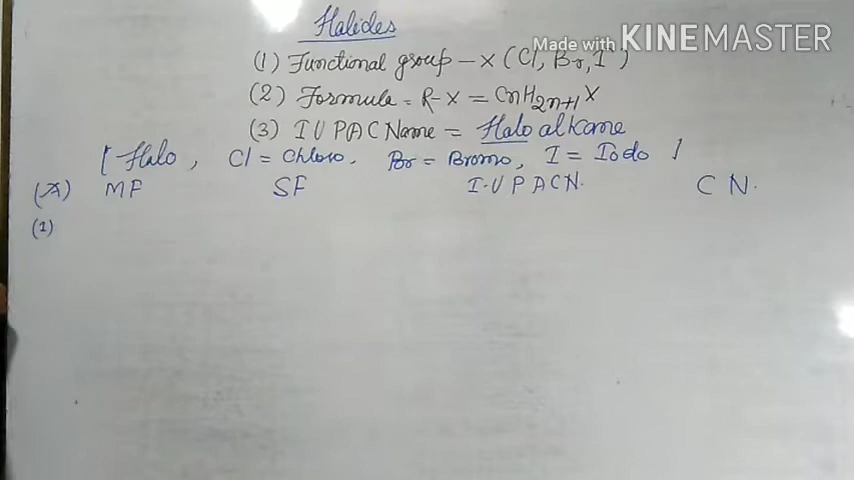 Halides
Made with KINEMASTER
(1) Functional group - X (Cl, Br, I)
(2) Formula = R-X = CnH2n+1 X
(3) IUPAC Name = Halo alkane
[ Halo, Cl = Chloro, Br = Bromo, I = Iodo ]
(A) MF SF I.U P A C N. C N.
(1)